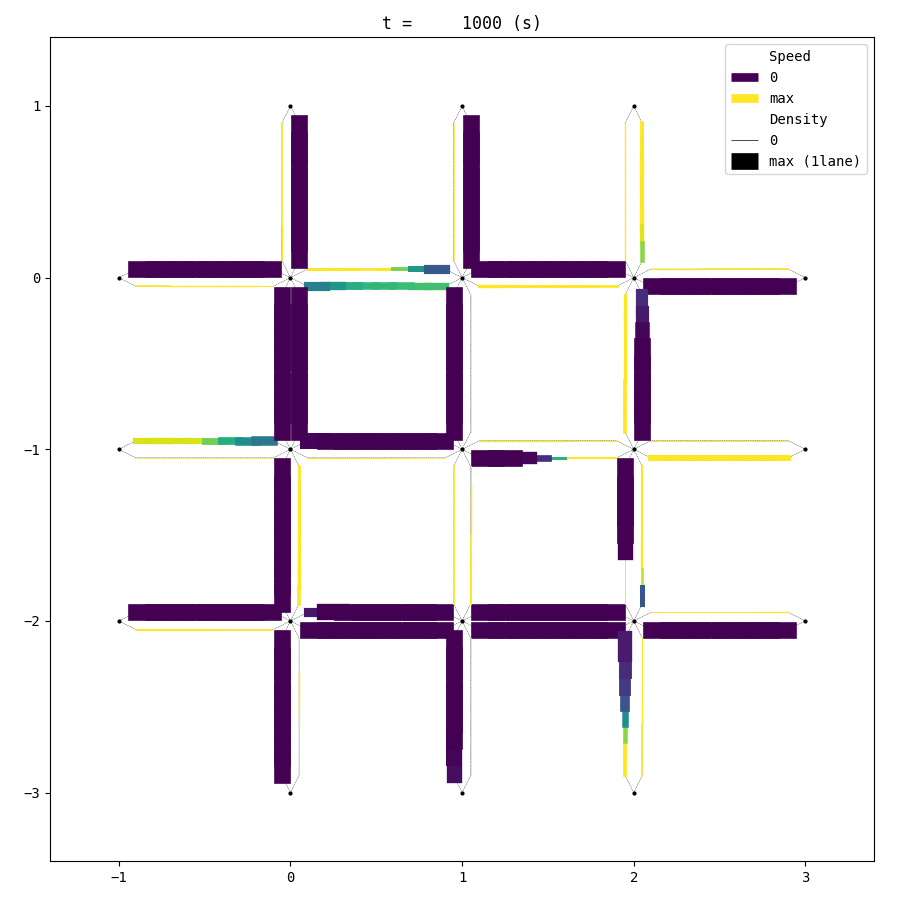 t =     1000 (s)
Speed
0
max
Density
0
max (1lane)
1
0
−1
−2
−3
−1 0 1 2 3